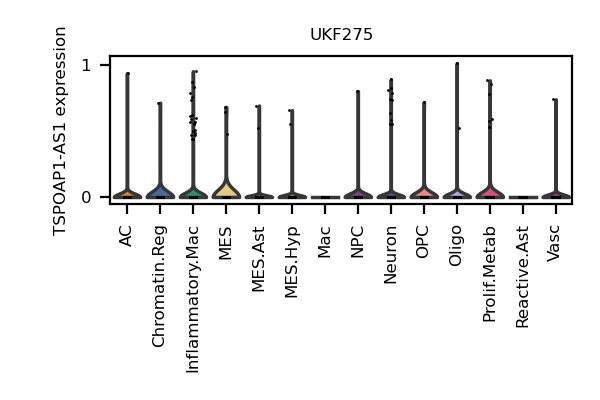 UKF275
TSPOAP1-AS1 expression
1
0
AC
Chromatin.Reg
Inflammatory.Mac
MES
MES.Ast
MES.Hyp
Mac
NPC
Neuron
OPC
Oligo
Prolif.Metab
Reactive.Ast
Vasc